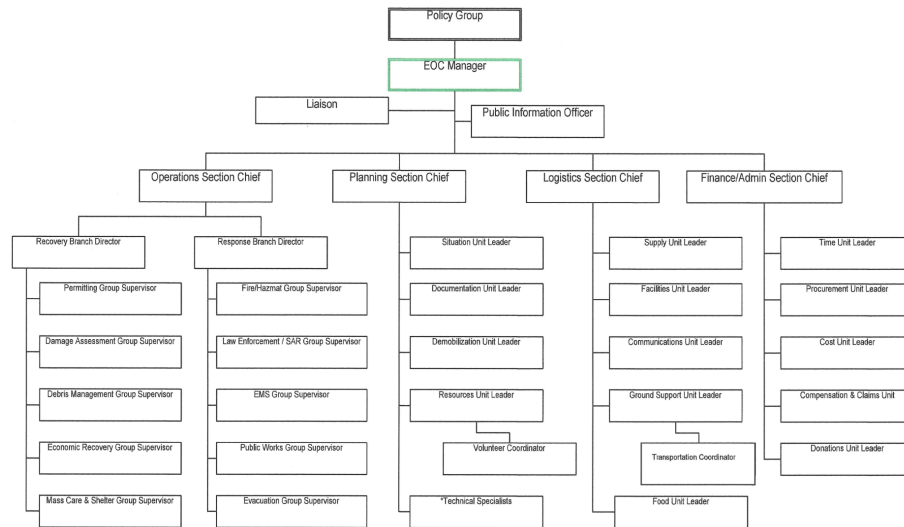 Policy Group
EOC Manager
Liaison
Public Information Officer
Operations Section Chief
Planning Section Chief
Logistics Section Chief
Finance/Admin Section Chief
Recovery Branch Director
Response Branch Director
Situation Unit Leader
Supply Unit Leader
Time Unit Leader
Permitting Group Supervisor
Fire/Hazmat Group Supervisor
Documentation Unit Leader
Facilities Unit Leader
Procurement Unit Leader
Damage Assessment Group Supervisor
Law Enforcement / SAR Group Supervisor
Demobilization Unit Leader
Communications Unit Leader
Cost Unit Leader
Debris Management Group Supervisor
EMS Group Supervisor
Resources Unit Leader
Ground Support Unit Leader
Compensation & Claims Unit
Economic Recovery Group Supervisor
Public Works Group Supervisor
Volunteer Coordinator
Transportation Coordinator
Donations Unit Leader
Mass Care & Shelter Group Supervisor
Evacuation Group Supervisor
*Technical Specialists
Food Unit Leader